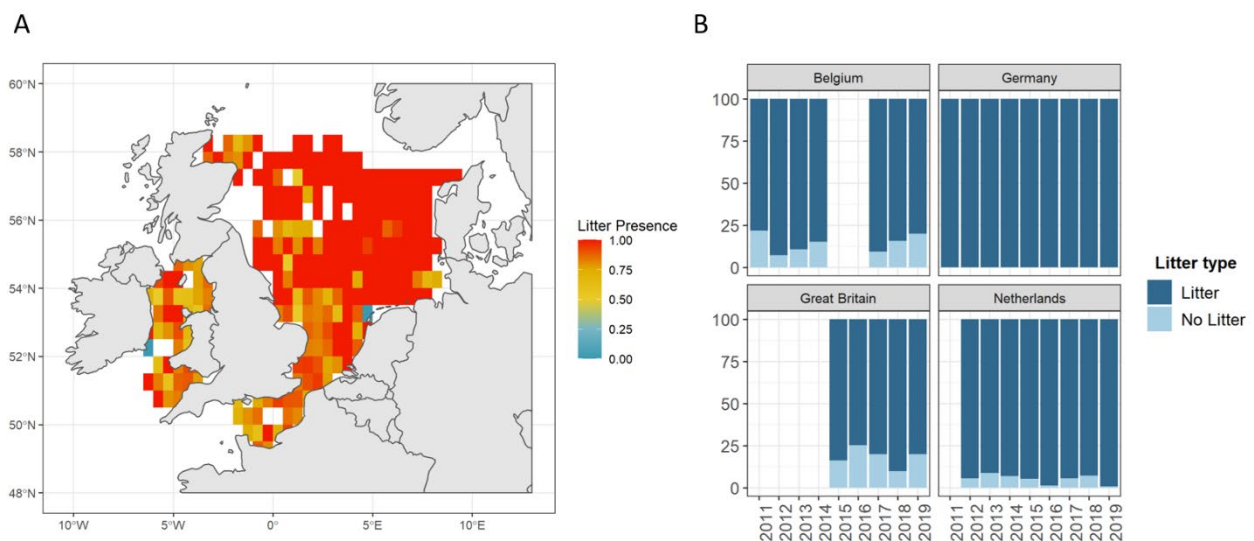 A
60°N
58°N
56°N
54°N
52°N
50°N
48°N
10°W
5°W
0°
5°E
10°E
Litter Presence
1.00
0.75
0.50
0.25
0.00
B
Belgium
Germany
100
75
50
25
0
Great Britain
Netherlands
100
75
50
25
0
2011
2012
2013
2014
2015
2016
2017
2018
2019
2011
2012
2013
2014
2015
2016
2017
2018
2019
Litter type
Litter
No Litter